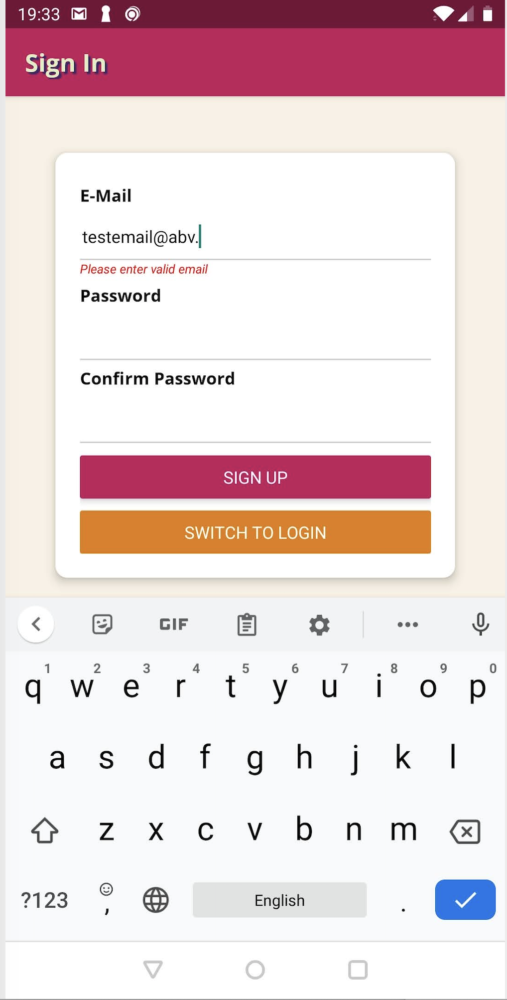 19:33
Sign In
E-Mail
testemail@abv.
Please enter valid email
Password
Confirm Password
SIGN UP
SWITCH TO LOGIN
GIF
1 2 3 4 5 6 7 8 9 0
q w e r t y u i o p
a s d f g h j k l
z x c v b n m
?123 , English .